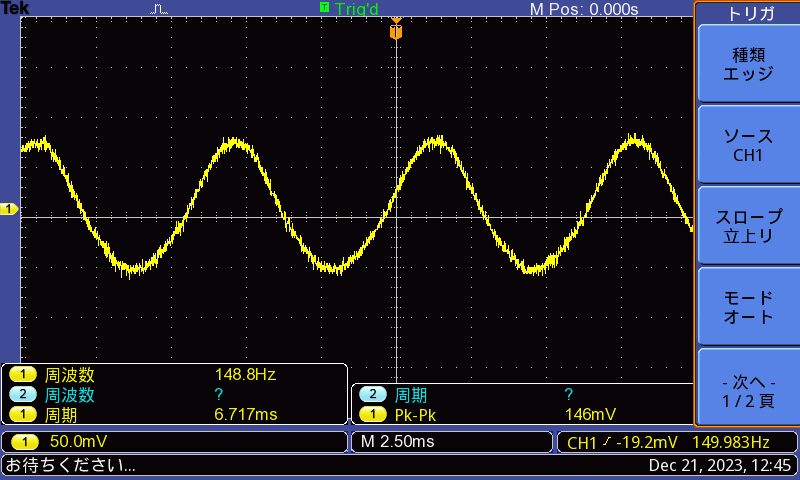 Tek T Trig'd M Pos: 0.000s
トリガ
T
種類
エッジ
ソース
CH1
1
スロープ
立上り
モード
オート
- 次へ -
1 / 2 頁
1 周波数 148.8Hz
2 周波数 ?
1 周期 6.717ms
2 周期 ?
1 Pk-Pk 146mV
1 50.0mV
M 2.50ms
CH1 -19.2mV 149.983Hz
お待ちください...
Dec 21, 2023, 12:45